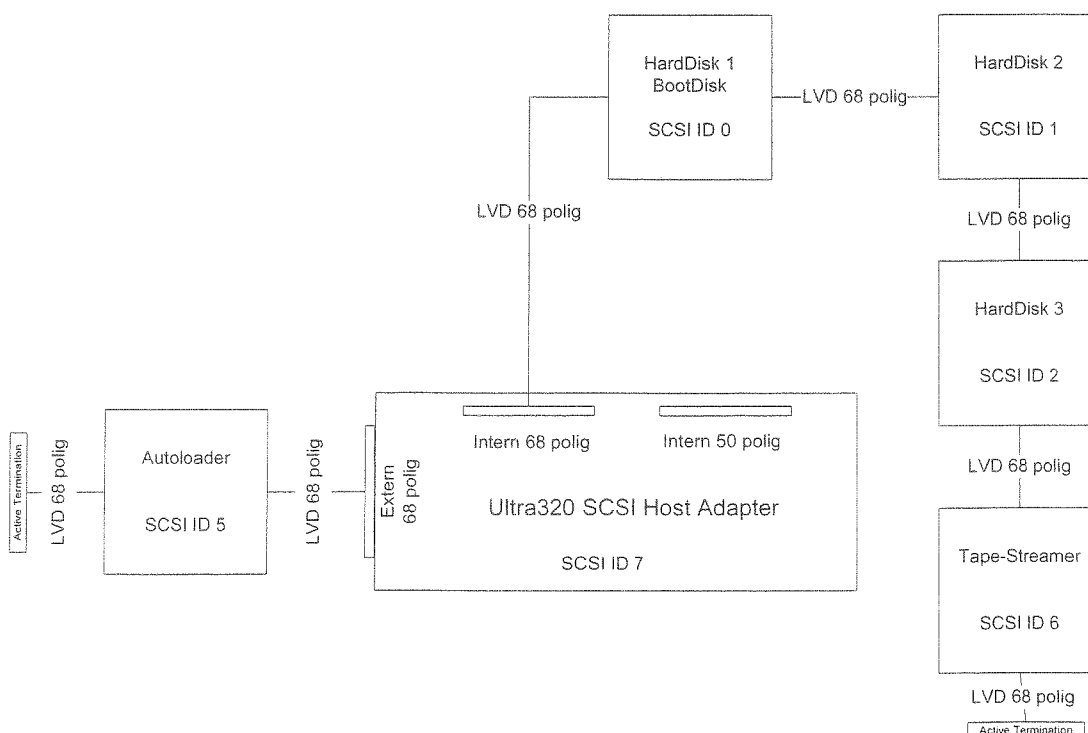 HardDisk 1
BootDisk
SCSI ID 0
LVD 68 polig
HardDisk 2
SCSI ID 1
LVD 68 polig
LVD 68 polig
HardDisk 3
SCSI ID 2
LVD 68 polig
Tape-Streamer
SCSI ID 6
LVD 68 polig
Active Termination
Intern 68 polig
Intern 50 polig
Extern
68 polig
Ultra320 SCSI Host Adapter
SCSI ID 7
LVD 68 polig
Autoloader
SCSI ID 5
LVD 68 polig
Active Termination